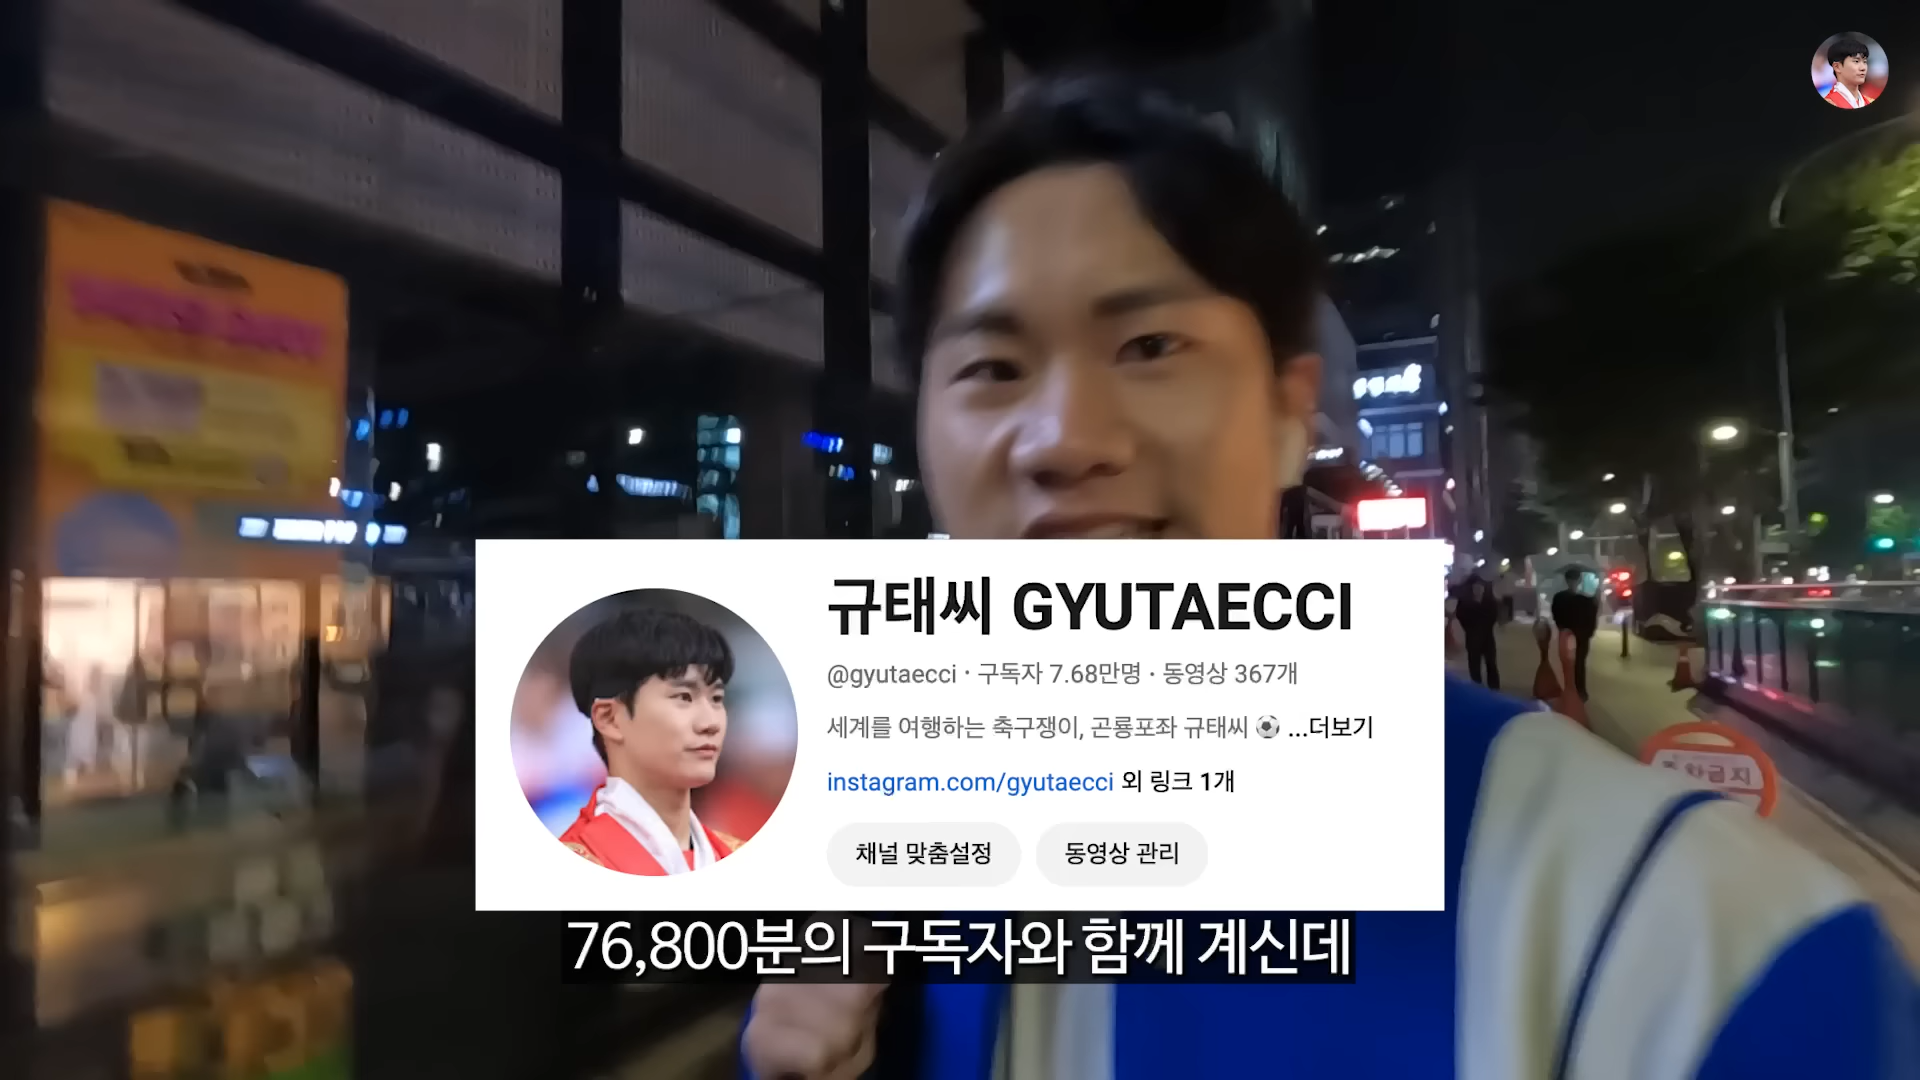 규태씨 GYUTAECCI
@gyutaecci · 구독자 7.68만명 · 동영상 367개
세계를 여행하는 축구쟁이, 곤룡포좌 규태씨 ⚽ ...더보기
instagram.com/gyutaecci 외 링크 1개
채널 맞춤설정 동영상 관리
76,800분의 구독자와 함께 계신데